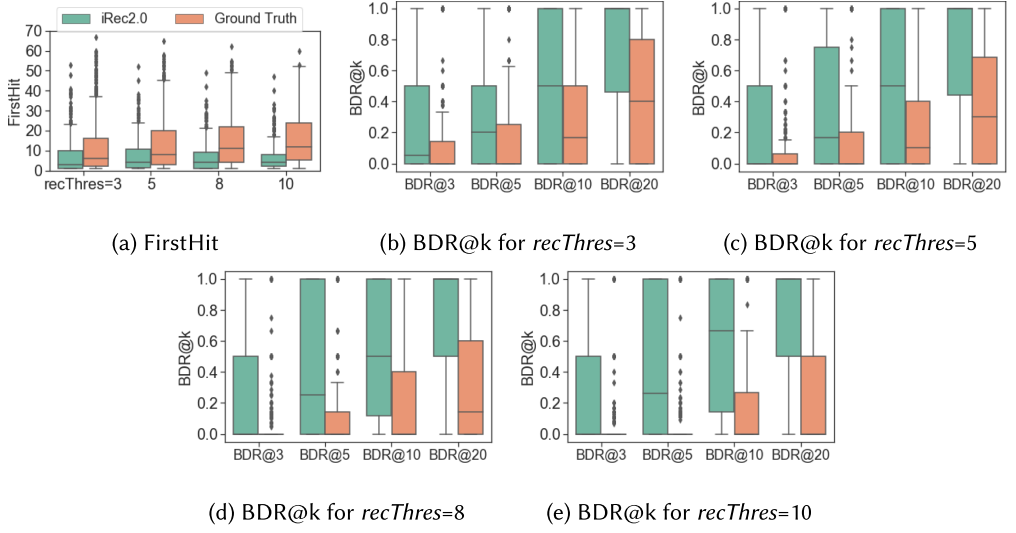 iRec2.0 Ground Truth
70
60
50
40
30
20
10
0
FirstHit
recThres=3 5 8 10
(a) FirstHit
1.0
0.8
0.6
0.4
0.2
0.0
BDR@k
BDR@3 BDR@5 BDR@10 BDR@20
(b) BDR@k for recThres=3
1.0
0.8
0.6
0.4
0.2
0.0
BDR@k
BDR@3 BDR@5 BDR@10 BDR@20
(c) BDR@k for recThres=5
1.0
0.8
0.6
0.4
0.2
0.0
BDR@k
BDR@3 BDR@5 BDR@10 BDR@20
(d) BDR@k for recThres=8
1.0
0.8
0.6
0.4
0.2
0.0
BDR@k
BDR@3 BDR@5 BDR@10 BDR@20
(e) BDR@k for recThres=10